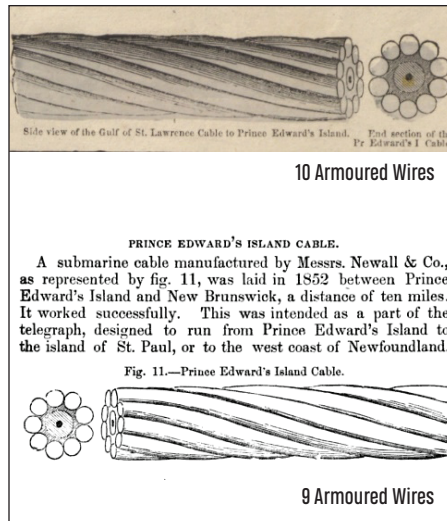 Side view of the Gulf of St. Lawrence Cable to Prince Edward's Island.
End section of th
Pr Edward's I Cabl
10 Armoured Wires
PRINCE EDWARD'S ISLAND CABLE.
A submarine cable manufactured by Messrs. Newall & Co.,
as represented by fig. 11, was laid in 1852 between Prince
Edward's Island and New Brunswick, a distance of ten miles.
It worked successfully. This was intended as a part of the
telegraph, designed to run from Prince Edward's Island to
the island of St. Paul, or to the west coast of Newfoundland.
Fig. 11.—Prince Edward's Island Cable.
9 Armoured Wires